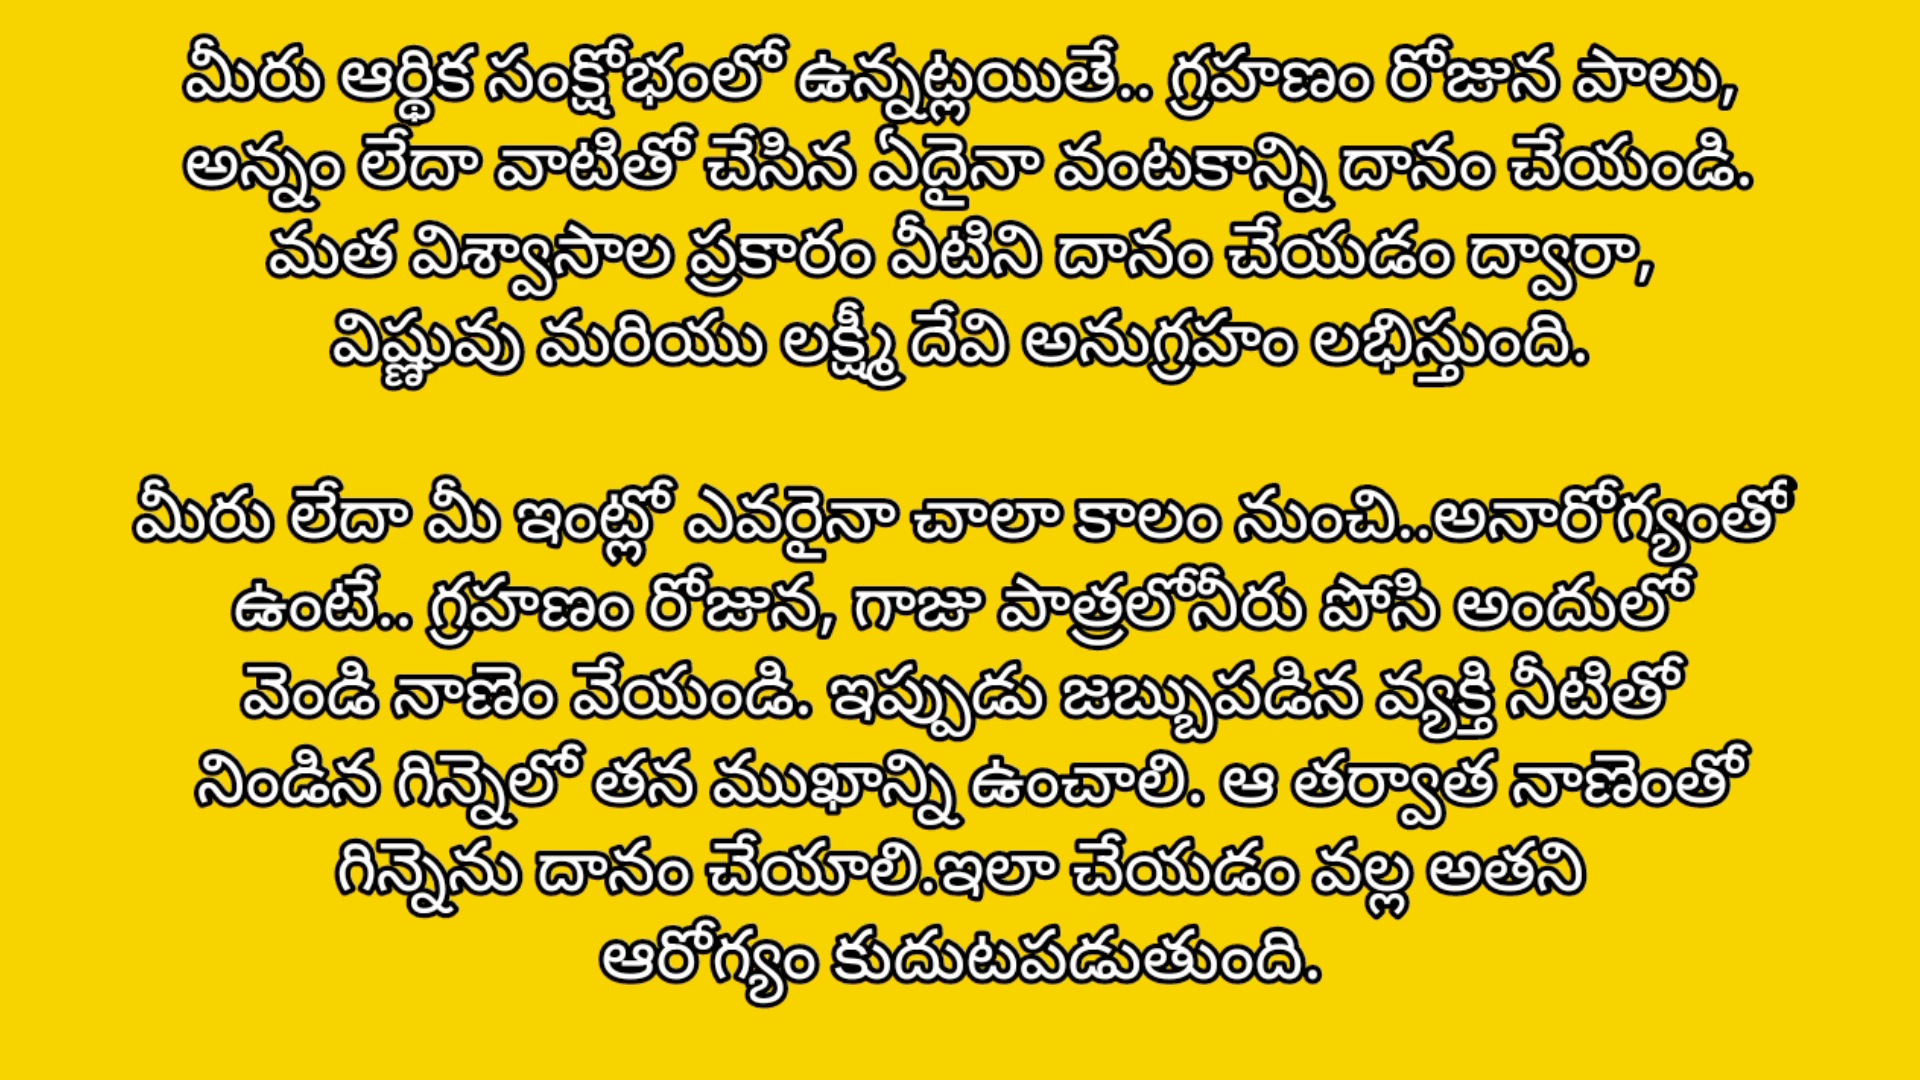 మీరు ఆర్థిక సంక్షోభంలో ఉన్నట్లయితే.. గ్రహణం రోజున పాలు,
అన్నం లేదా వాటితో చేసిన ఏదైనా వంటకాన్ని దానం చేయండి.
మత విశ్వాసాల ప్రకారం వీటిని దానం చేయడం ద్వారా,
విష్ణువు మరియు లక్ష్మీ దేవి అనుగ్రహం లభిస్తుంది.
మీరు లేదా మీ ఇంట్లో ఎవరైనా చాలా కాలం నుంచి..అనారోగ్యంతో
ఉంటే.. గ్రహణం రోజున, గాజు పాత్రలోనీరు పోసి అందులో
వెండి నాణెం వేయండి. ఇప్పుడు జబ్బుపడిన వ్యక్తి నీటితో
నిండిన గిన్నెలో తన ముఖాన్ని ఉంచాలి. ఆ తర్వాత నాణెంతో
గిన్నెను దానం చేయాలి.ఇలా చేయడం వల్ల అతని
ఆరోగ్యం కుదుటపడుతుంది.